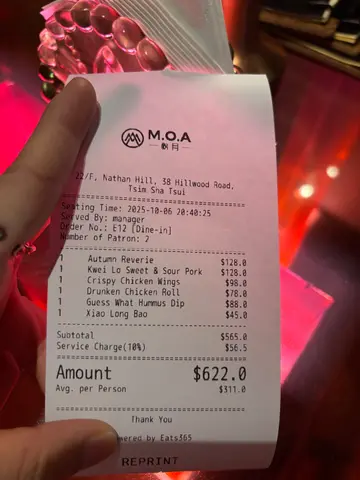 M.O.A
22/F, Nathan Hill, 38 Hillwood Road,
Tsim Sha Tsui
Seating Time: 2025-10-06 20:40:25
Served By: manager
Order No.: E12 [Dine-in]
Number of Patron: 2
1 Autumn Reverie $128.0
1 Kwei Lo Sweet & Sour Pork $128.0
1 Crispy Chicken Wings $98.0
1 Drunken Chicken Roll $78.0
1 Guess What Hummus Dip $88.0
1 Xiao Long Bao $45.0
Subtotal $565.0
Service Charge(10%) $56.5
Amount $622.0
Avg. per Person $311.0
Thank You
Powered by Eats365
REPRINT